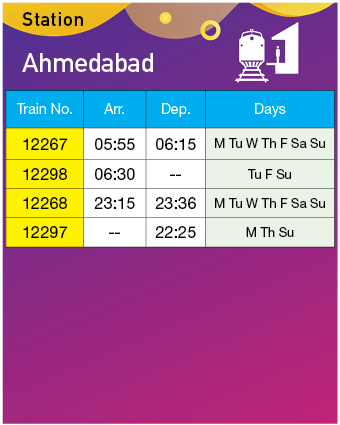 Station
Ahmedabad
Train No. Arr. Dep. Days
12267 05:55 06:15 M Tu W Th F Sa Su
12298 06:30 -- Tu F Su
12268 23:15 23:36 M Tu W Th F Sa Su
12297 -- 22:25 M Th Su